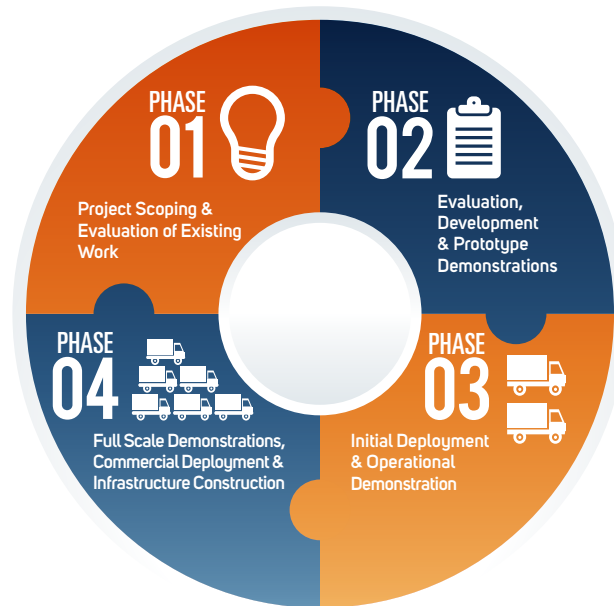 PHASE
01
Project Scoping &
Evaluation of Existing
Work
PHASE
02
Evaluation,
Development
& Prototype
Demonstrations
PHASE
03
Initial Deployment
& Operational
Demonstration
PHASE
04
Full Scale Demonstrations,
Commercial Deployment &
Infrastructure Construction